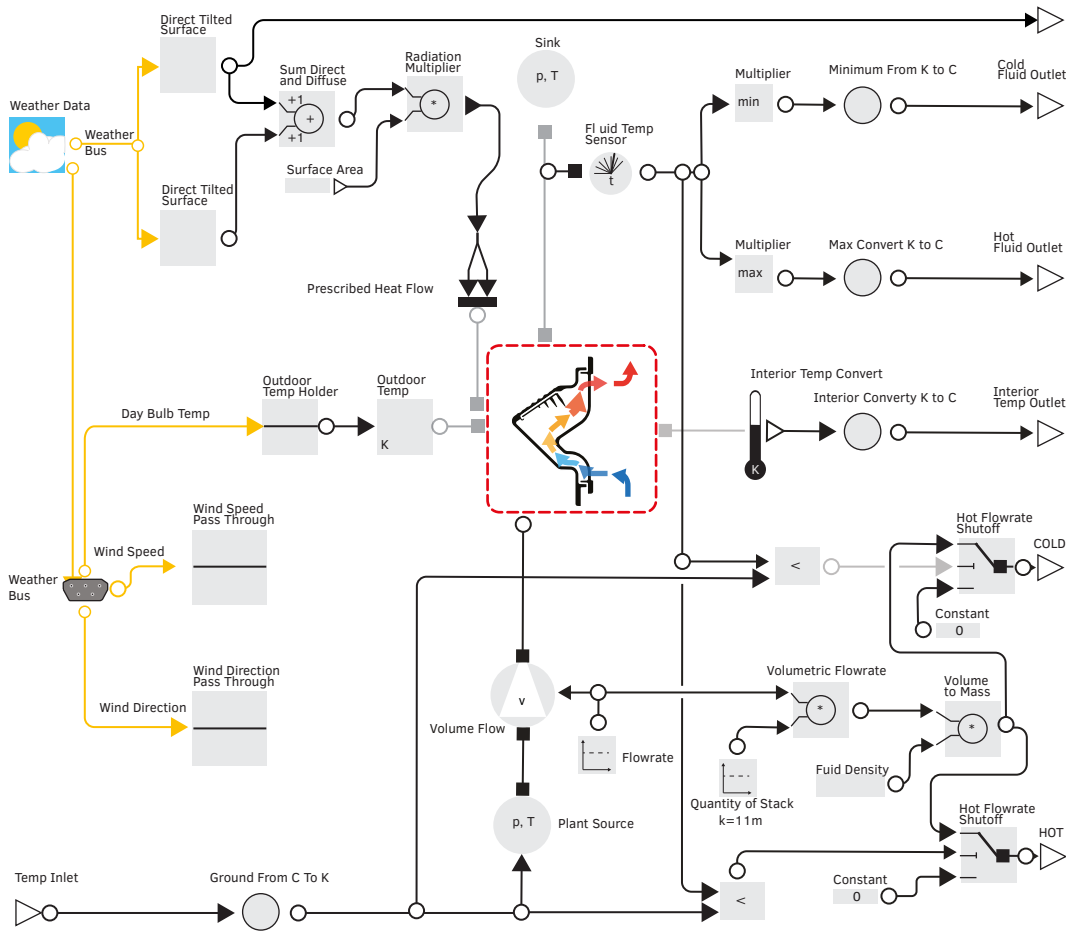 Direct Tilted
Surface
Sum Direct
and Diffuse
+1
+
+1
Radiation
Multiplier
*
Sink
p, T
Multiplier
min
Minimum From K to C
Cold
Fluid Outlet
Weather Data
Weather
Bus
Fl uid Temp
Sensor
t
Surface Area
Direct Tilted
Surface
Multiplier
max
Max Convert K to C
Hot
Fluid Outlet
Prescribed Heat Flow
Outdoor
Temp Holder
Outdoor
Temp
K
Day Bulb Temp
Interior Temp Convert
Interior Converty K to C
K
Interior
Temp Outlet
Wind Speed
Pass Through
Wind Speed
Weather
Bus
Hot Flowrate
Shutoff
COLD
<
Constant
0
Wind Direction
Pass Through
Wind Direction
v
Volume Flow
Flowrate
Volumetric Flowrate
*
Volume
to Mass
*
Fuid Density
Quantity of Stack
k=11m
p, T
Plant Source
Hot Flowrate
Shutoff
HOT
Constant
0
<
Temp Inlet
Ground From C To K